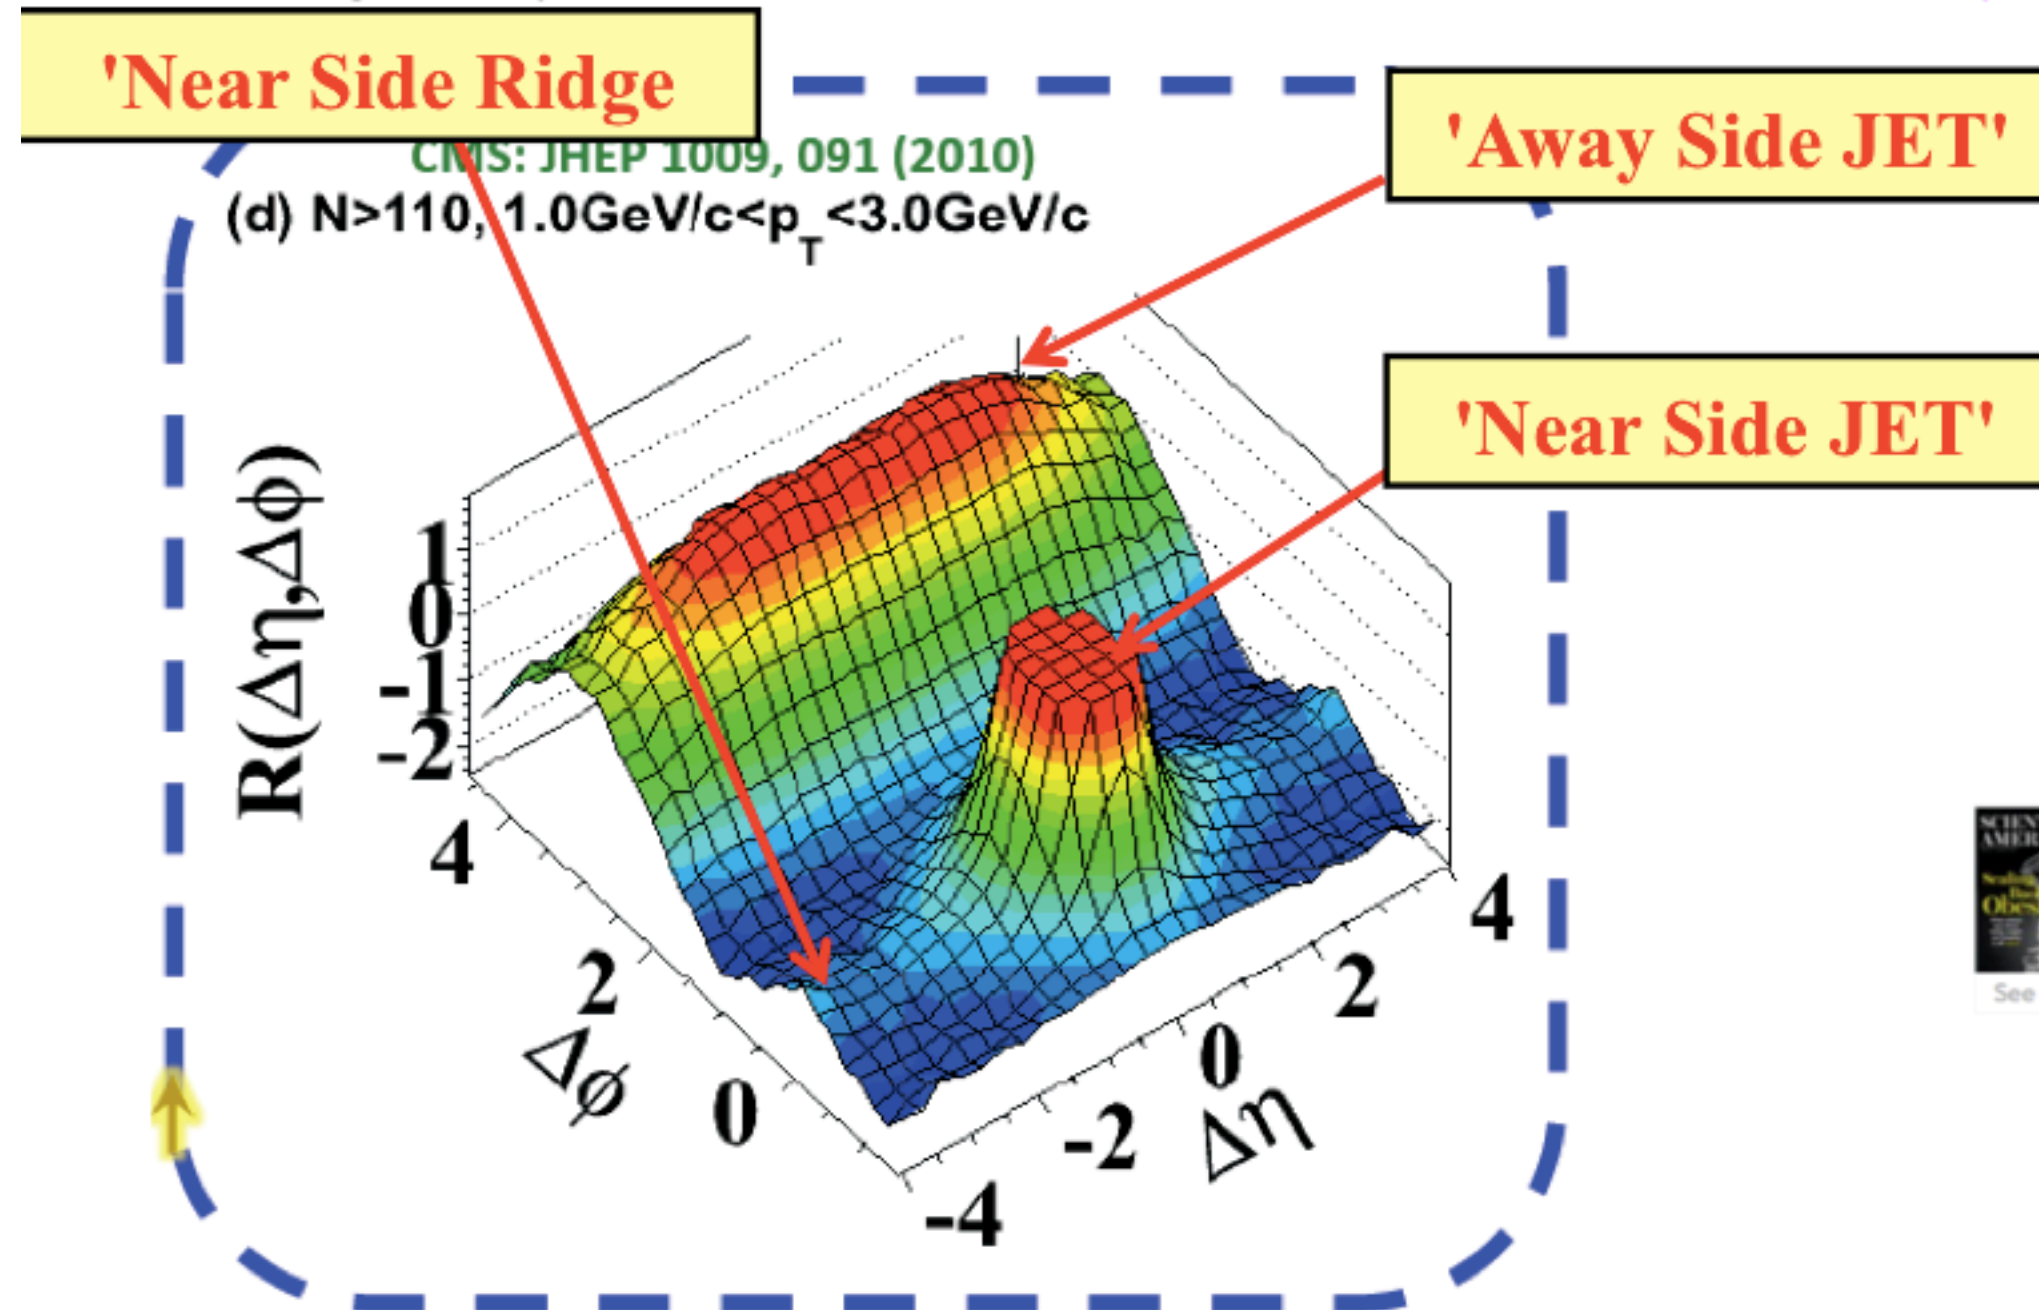 'Near Side Ridge
'Away Side JET'
CMS: JHEP 1009, 091 (2010)
(d) N>110, 1.0GeV/c<pT<3.0GeV/c
'Near Side JET'
R(Δη,Δϕ)
1
0
-1
-2
4
2
0
Δϕ
-4
-2
0
2
4
Δη
See